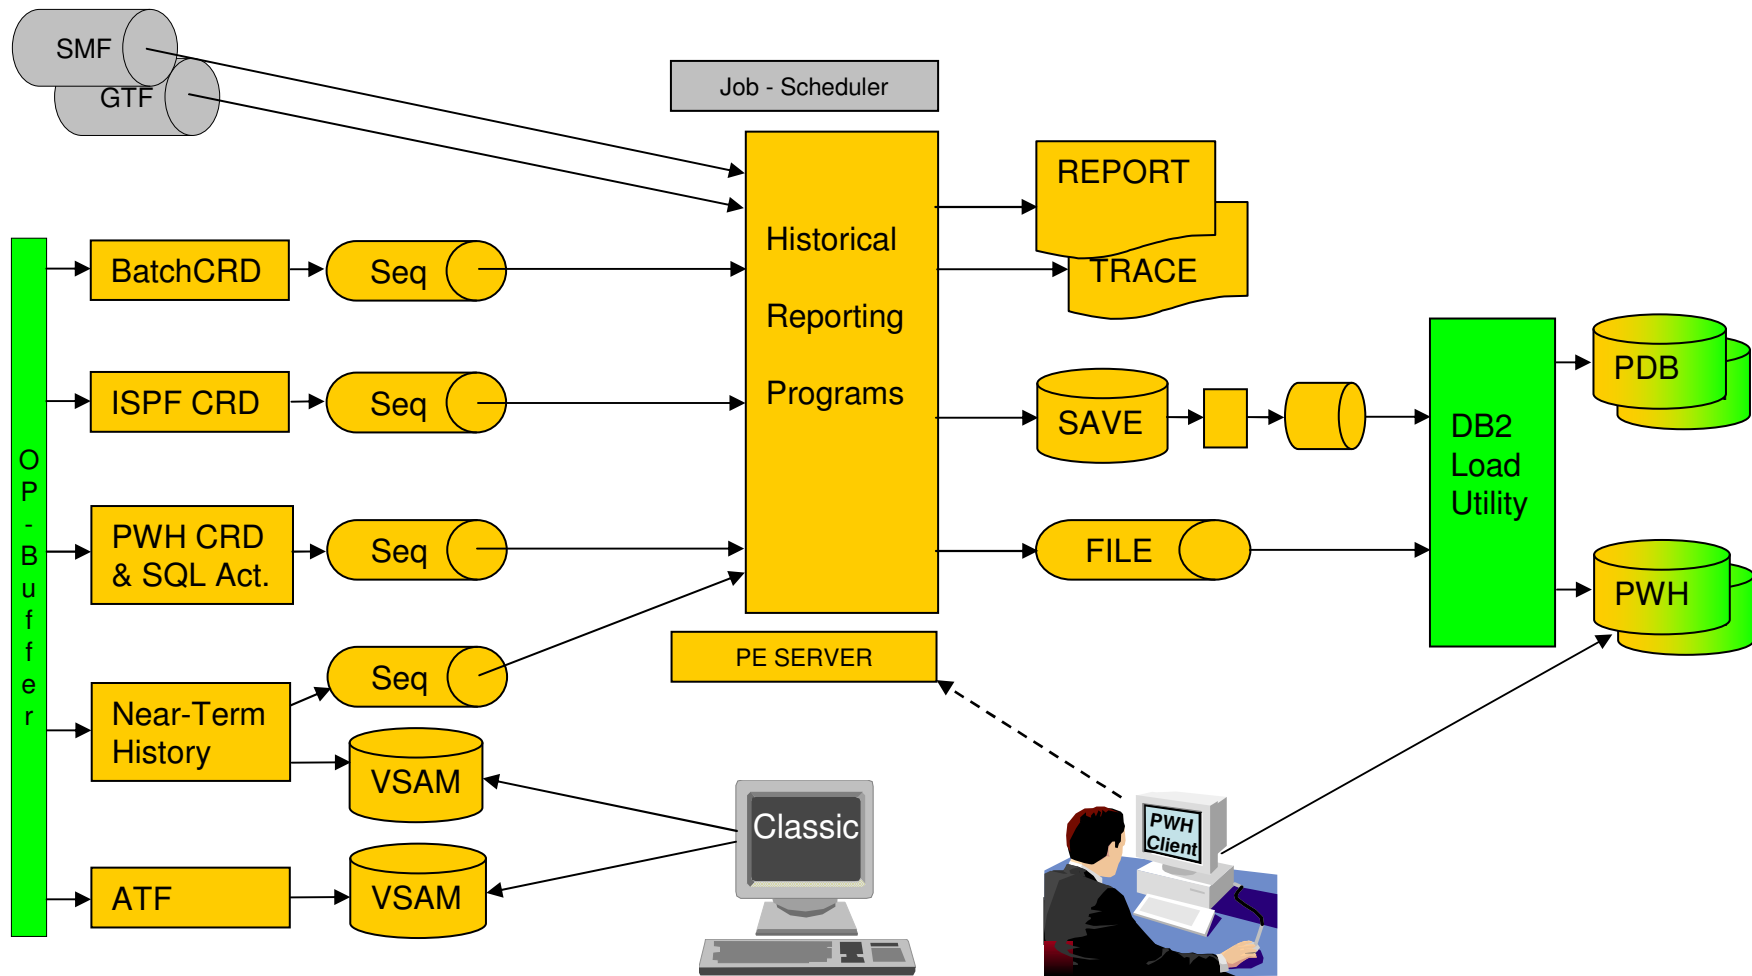 SMF
GTF
Job - Scheduler
OP-Buffer
BatchCRD
Seq
ISPF CRD
Seq
PWH CRD
& SQL Act.
Seq
Near-Term
History
Seq
VSAM
ATF
VSAM
Historical
Reporting
Programs
PE SERVER
REPORT
TRACE
SAVE
FILE
DB2
Load
Utility
PDB
PWH
Classic
PWH
Client